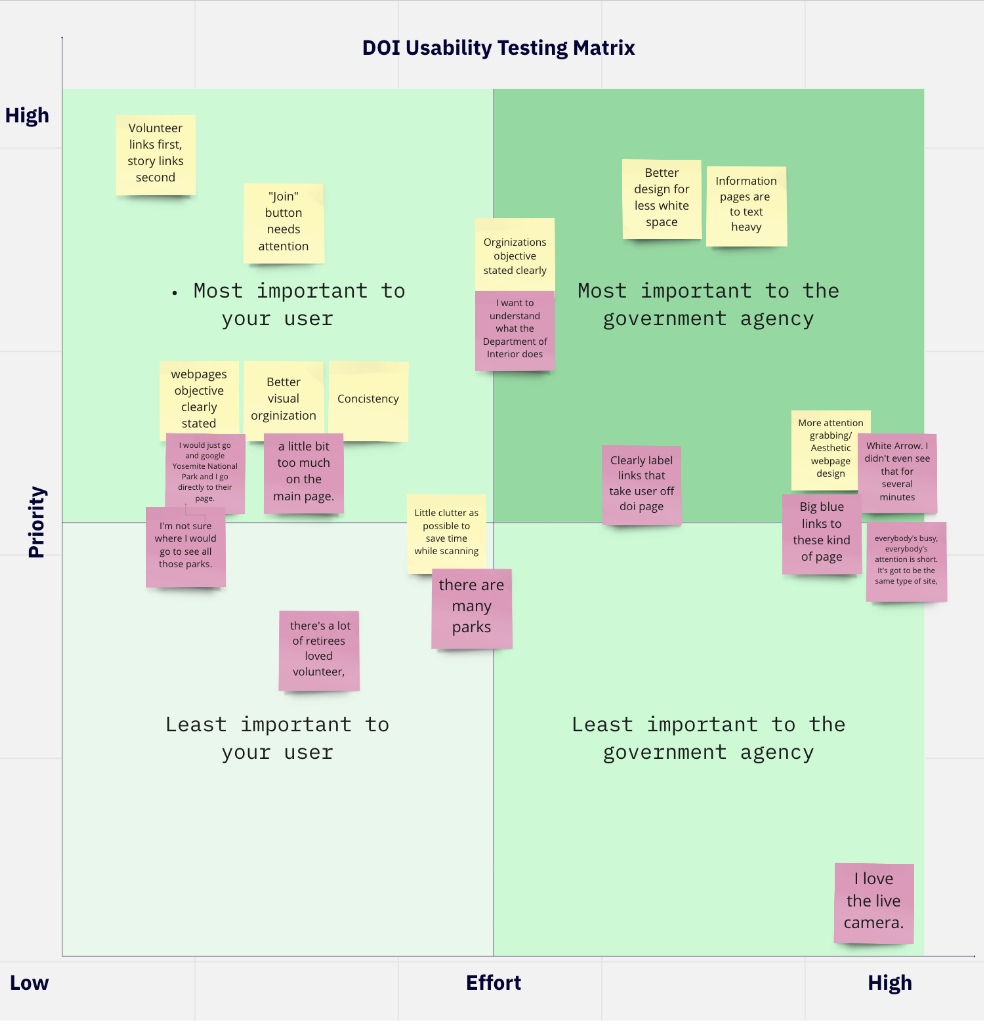 DOI Usability Testing Matrix
High
Volunteer
links first,
story links
second
"Join"
button
needs
attention
Better
design for
less white
space
Information
pages are
to text
heavy
Orginizations
objective
stated clearly
I want to
understand
what the
Department of
Interior does
• Most important to
your user
Most important to the
government agency
webpages
objective
clearly
stated
Better
visual
orginization
Concistency
I would just go
and google
Yosemite National
Park and I go
directly to their
page.
a little bit
too much
on the
main page.
I'm not sure
where I would
go to see all
those parks.
Little clutter as
possible to
save time
while scanning
there are
many
parks
Clearly label
links that
take user off
doi page
More attention
grabbing/
Aesthetic
webpage
design
White Arrow. I
didn't even see
that for
several
minutes
Big blue
links to
these kind
of page
everybody's busy,
everybody's
attention is short.
It's got to be the
same type of site,
Priority
there's a lot
of retirees
loved
volunteer,
Least important to
your user
Least important to the
government agency
I love
the live
camera.
Low
Effort
High